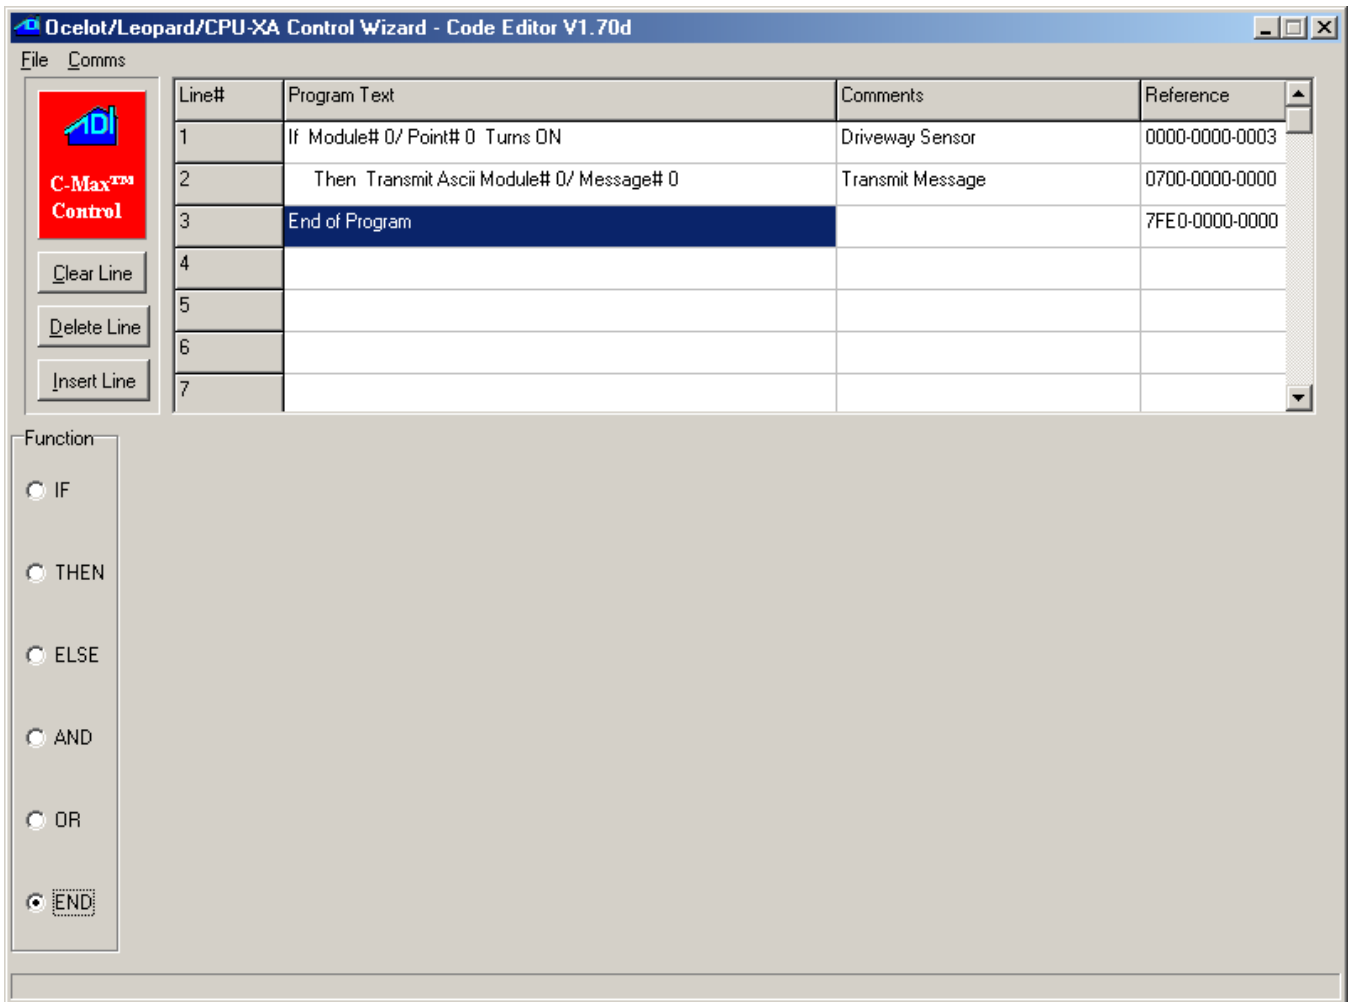 Ocelot/Leopard/CPU-XA Control Wizard - Code Editor V1.70d
File Comms
ADI
C-Max™
Control
Clear Line
Delete Line
Insert Line
Line# Program Text Comments Reference
1 If Module# 0/ Point# 0 Turns ON Driveway Sensor 0000-0000-0003
2 Then Transmit Ascii Module# 0/ Message# 0 Transmit Message 0700-0000-0000
3 End of Program 7FE0-0000-0000
4
5
6
7
Function
IF
THEN
ELSE
AND
OR
END